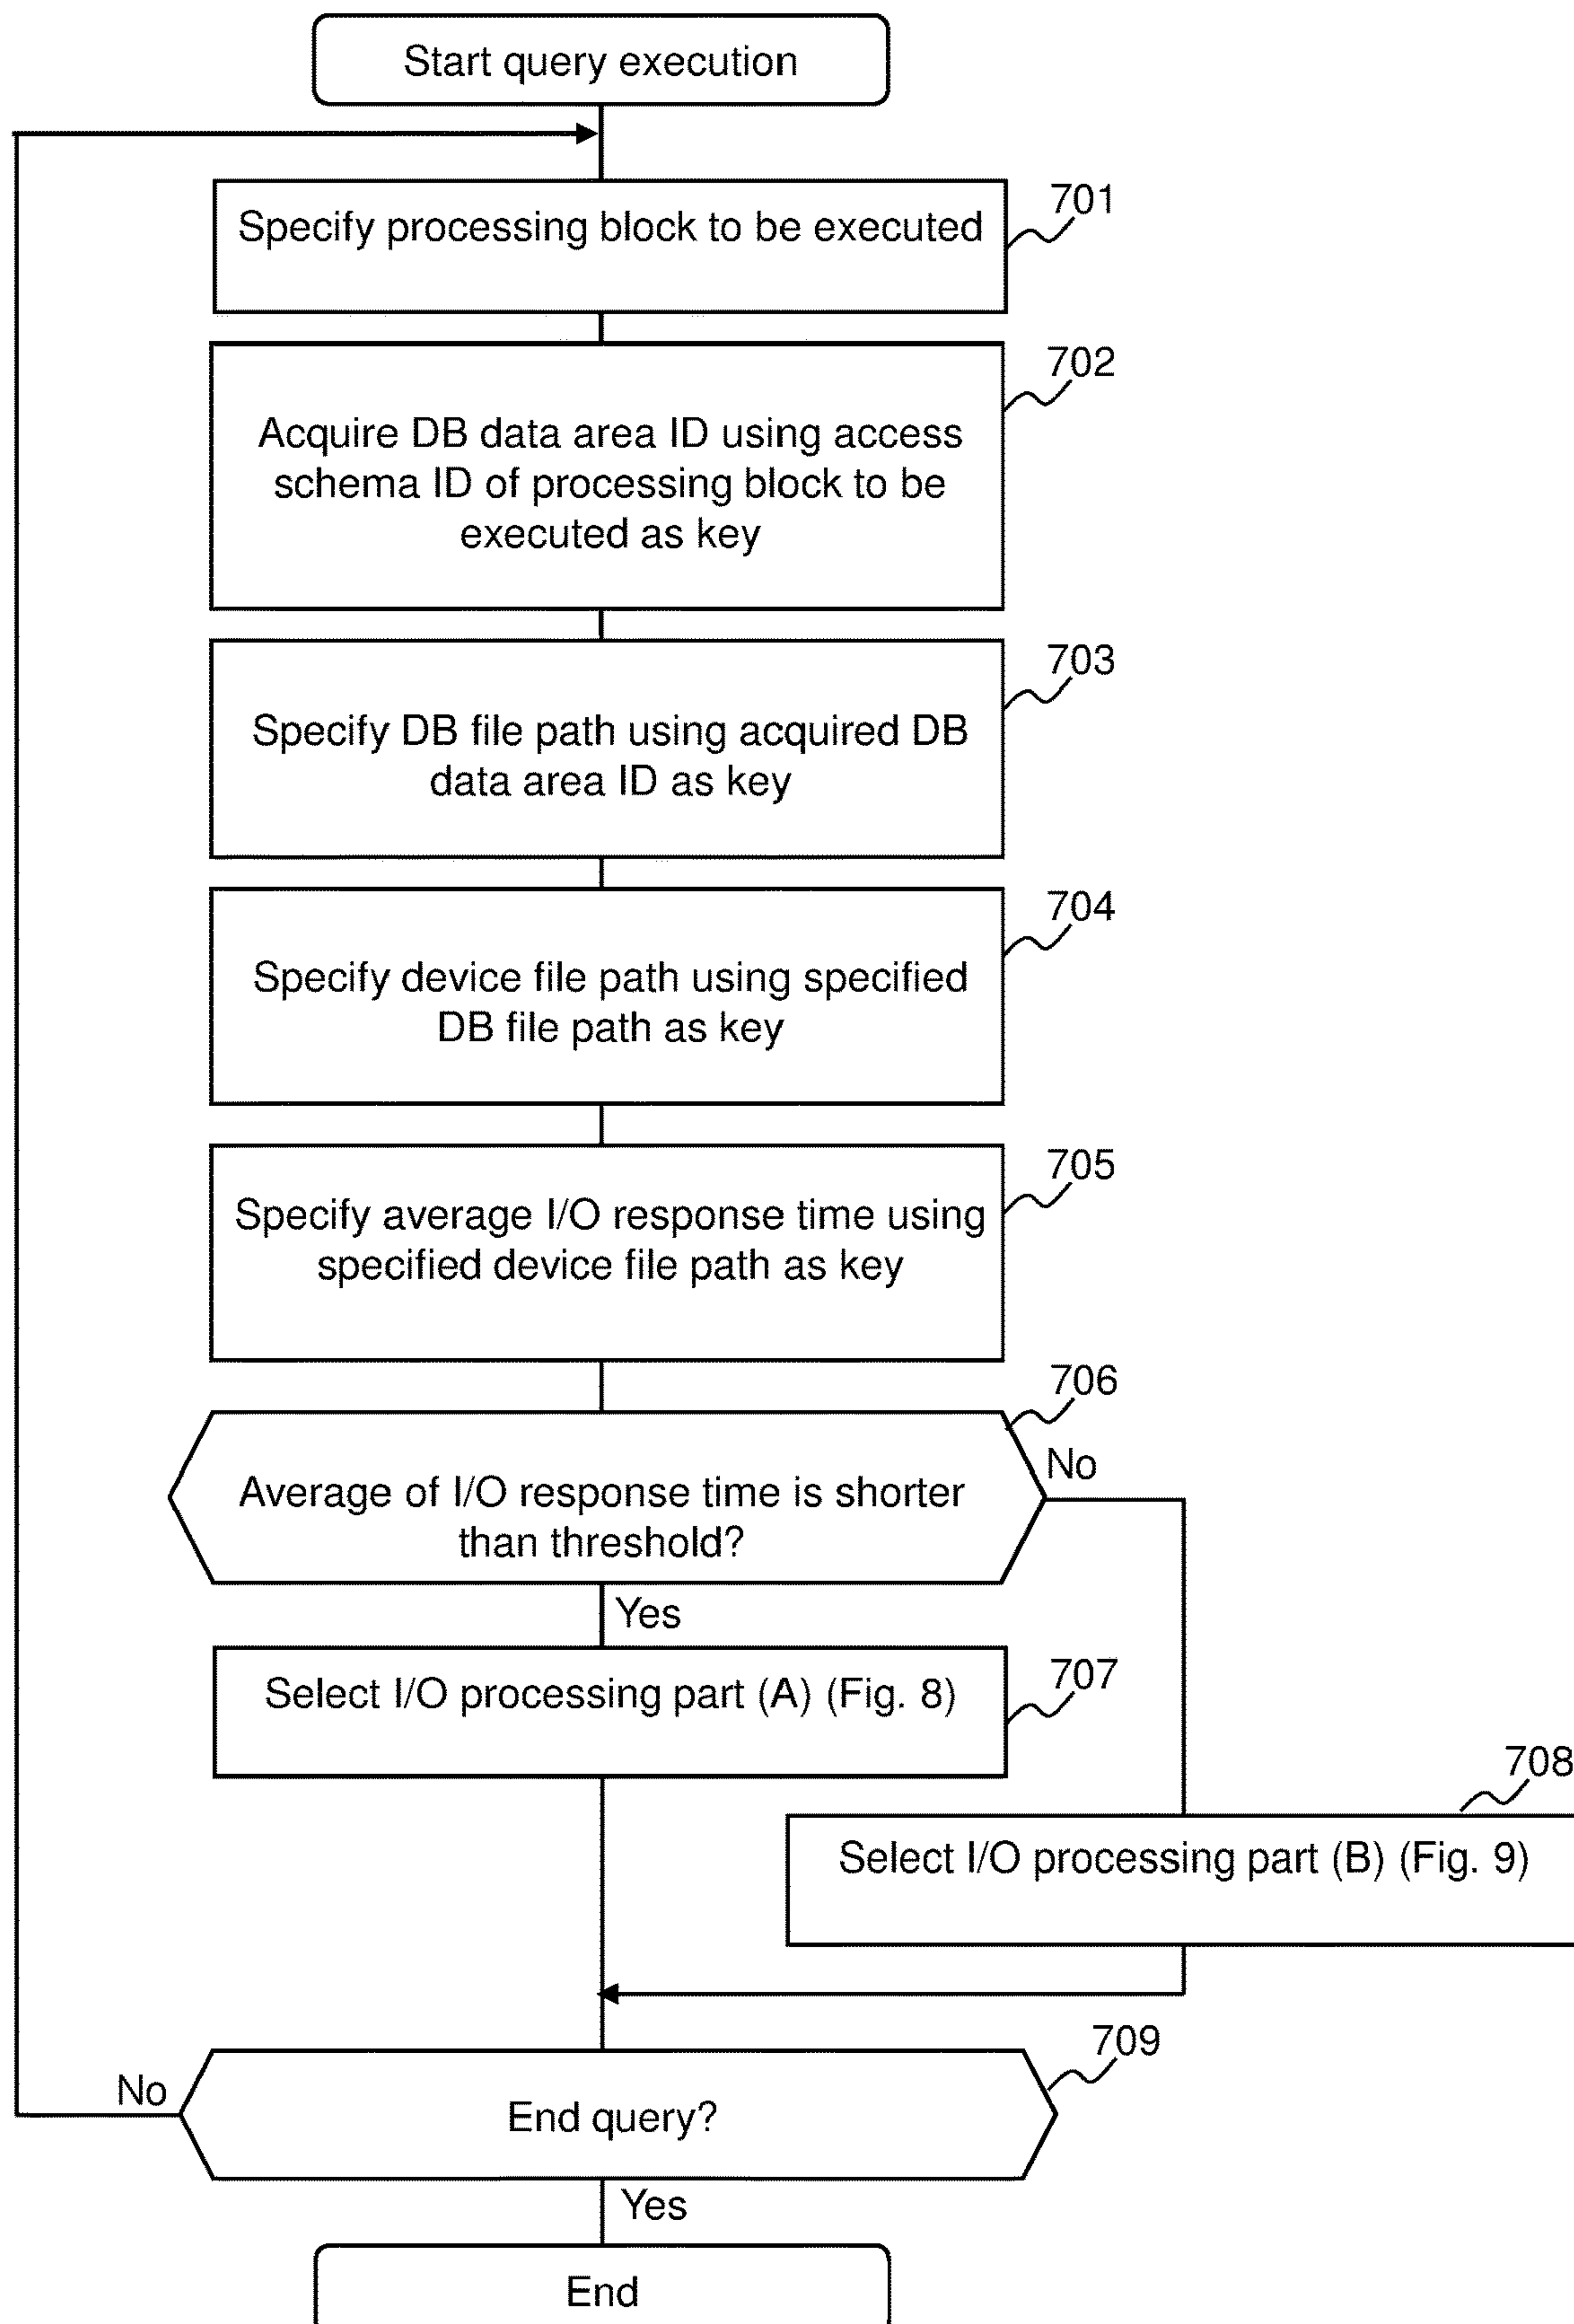 Start query execution
701
Specify processing block to be executed
702
Acquire DB data area ID using access
schema ID of processing block to be
executed as key
703
Specify DB file path using acquired DB
data area ID as key
704
Specify device file path using specified
DB file path as key
705
Specify average I/O response time using
specified device file path as key
706
No
Average of I/O response time is shorter
than threshold?
Yes
707
Select I/O processing part (A) (Fig. 8)
708
Select I/O processing part (B) (Fig. 9)
709
No
End query?
Yes
End